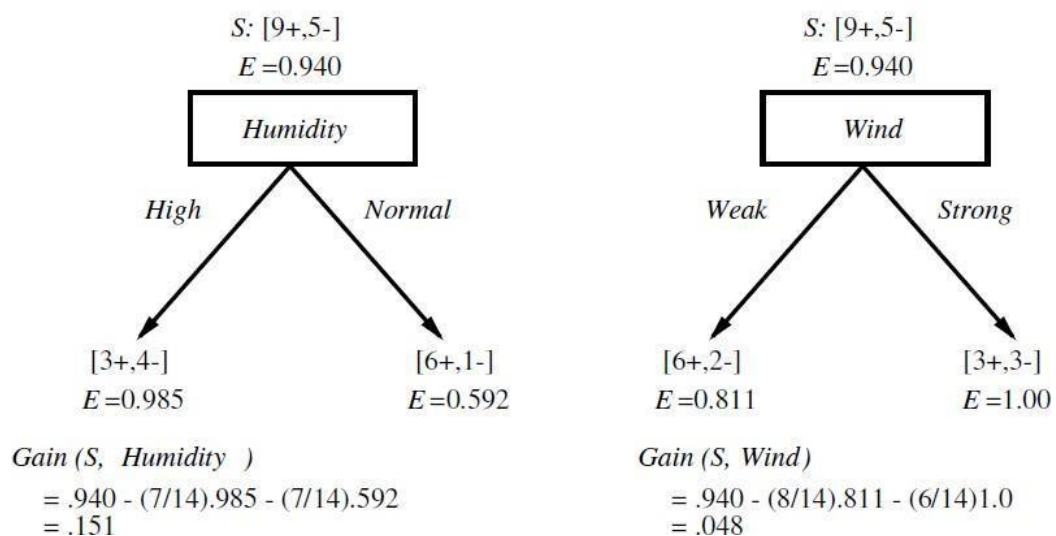 S: [9+,5-]
E =0.940
Humidity
High
Normal
[3+,4-]
E =0.985
[6+,1-]
E =0.592
Gain (S, Humidity )
= .940 - (7/14).985 - (7/14).592
= .151
S: [9+,5-]
E =0.940
Wind
Weak
Strong
[6+,2-]
E =0.811
[3+,3-]
E =1.00
Gain (S, Wind)
= .940 - (8/14).811 - (6/14)1.0
= .048